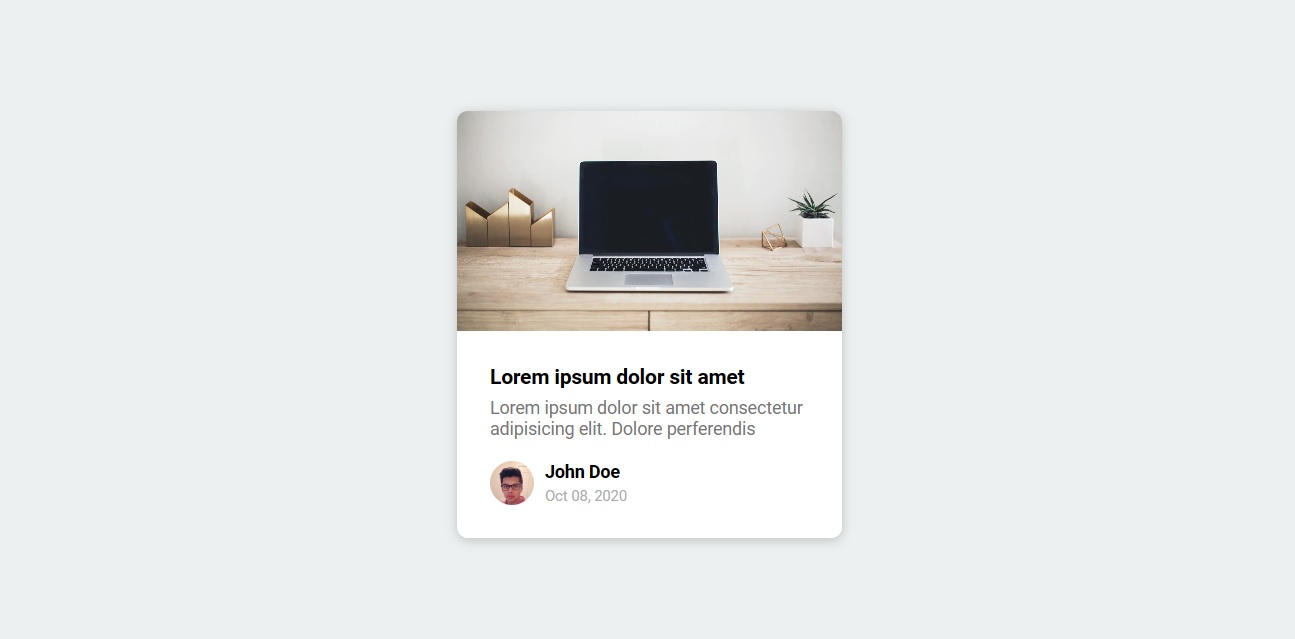 Lorem ipsum dolor sit amet
Lorem ipsum dolor sit amet consectetur
adipisicing elit. Dolore perferendis
John Doe
Oct 08, 2020